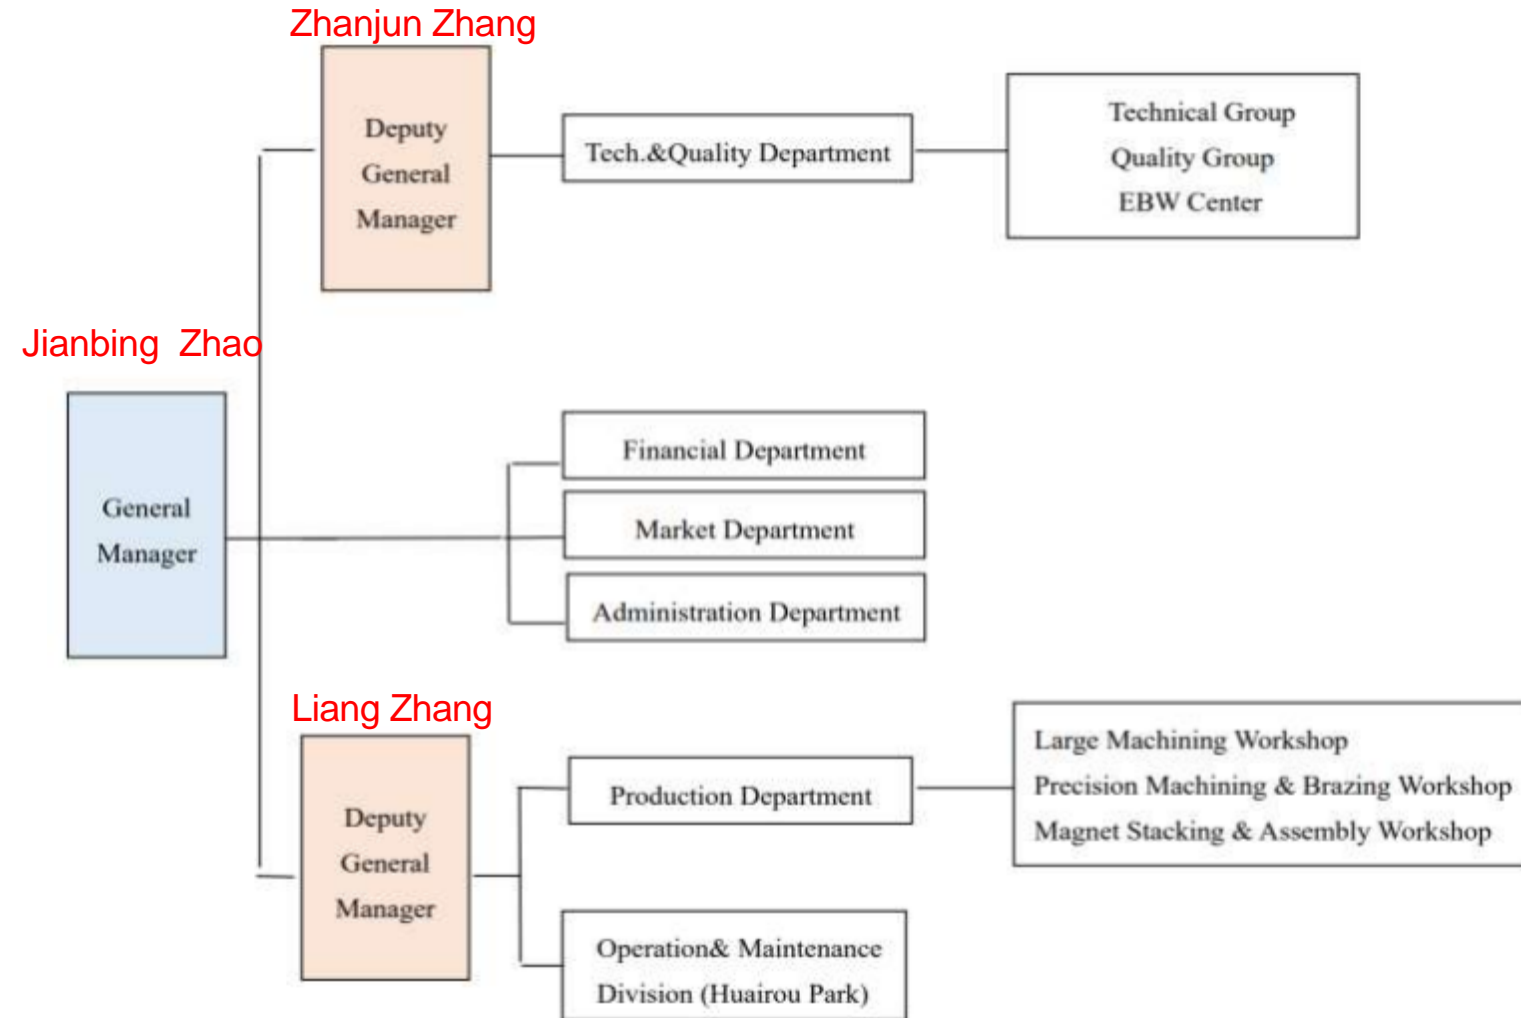 Zhanjun Zhang
Deputy
General
Manager
Tech.&Quality Department
Technical Group
Quality Group
EBW Center
Jianbing Zhao
General
Manager
Financial Department
Market Department
Administration Department
Liang Zhang
Deputy
General
Manager
Production Department
Large Machining Workshop
Precision Machining & Brazing Workshop
Magnet Stacking & Assembly Workshop
Operation& Maintenance
Division (Huairou Park)